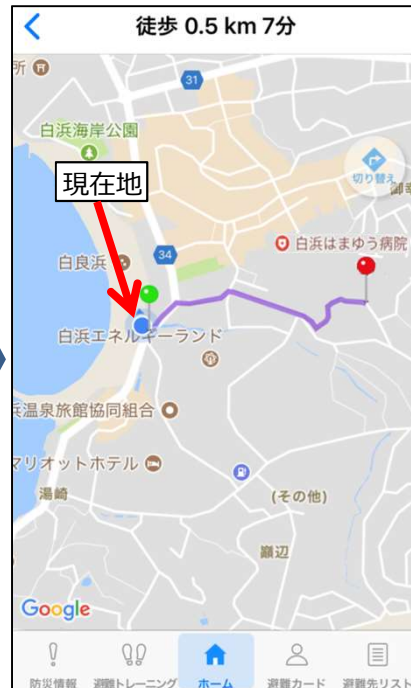 徒歩 0.5 km 7分
所
31
白浜海岸公園
現在地
切り替え
御幸
白浜はまゆう病院
白良浜
34
白浜エネルギーランド
浜温泉旅館協同組合
マリオットホテル
湯崎
(その他)
巓辺
Google
防災情報
避難トレーニング
ホーム
避難カード
避難先リスト